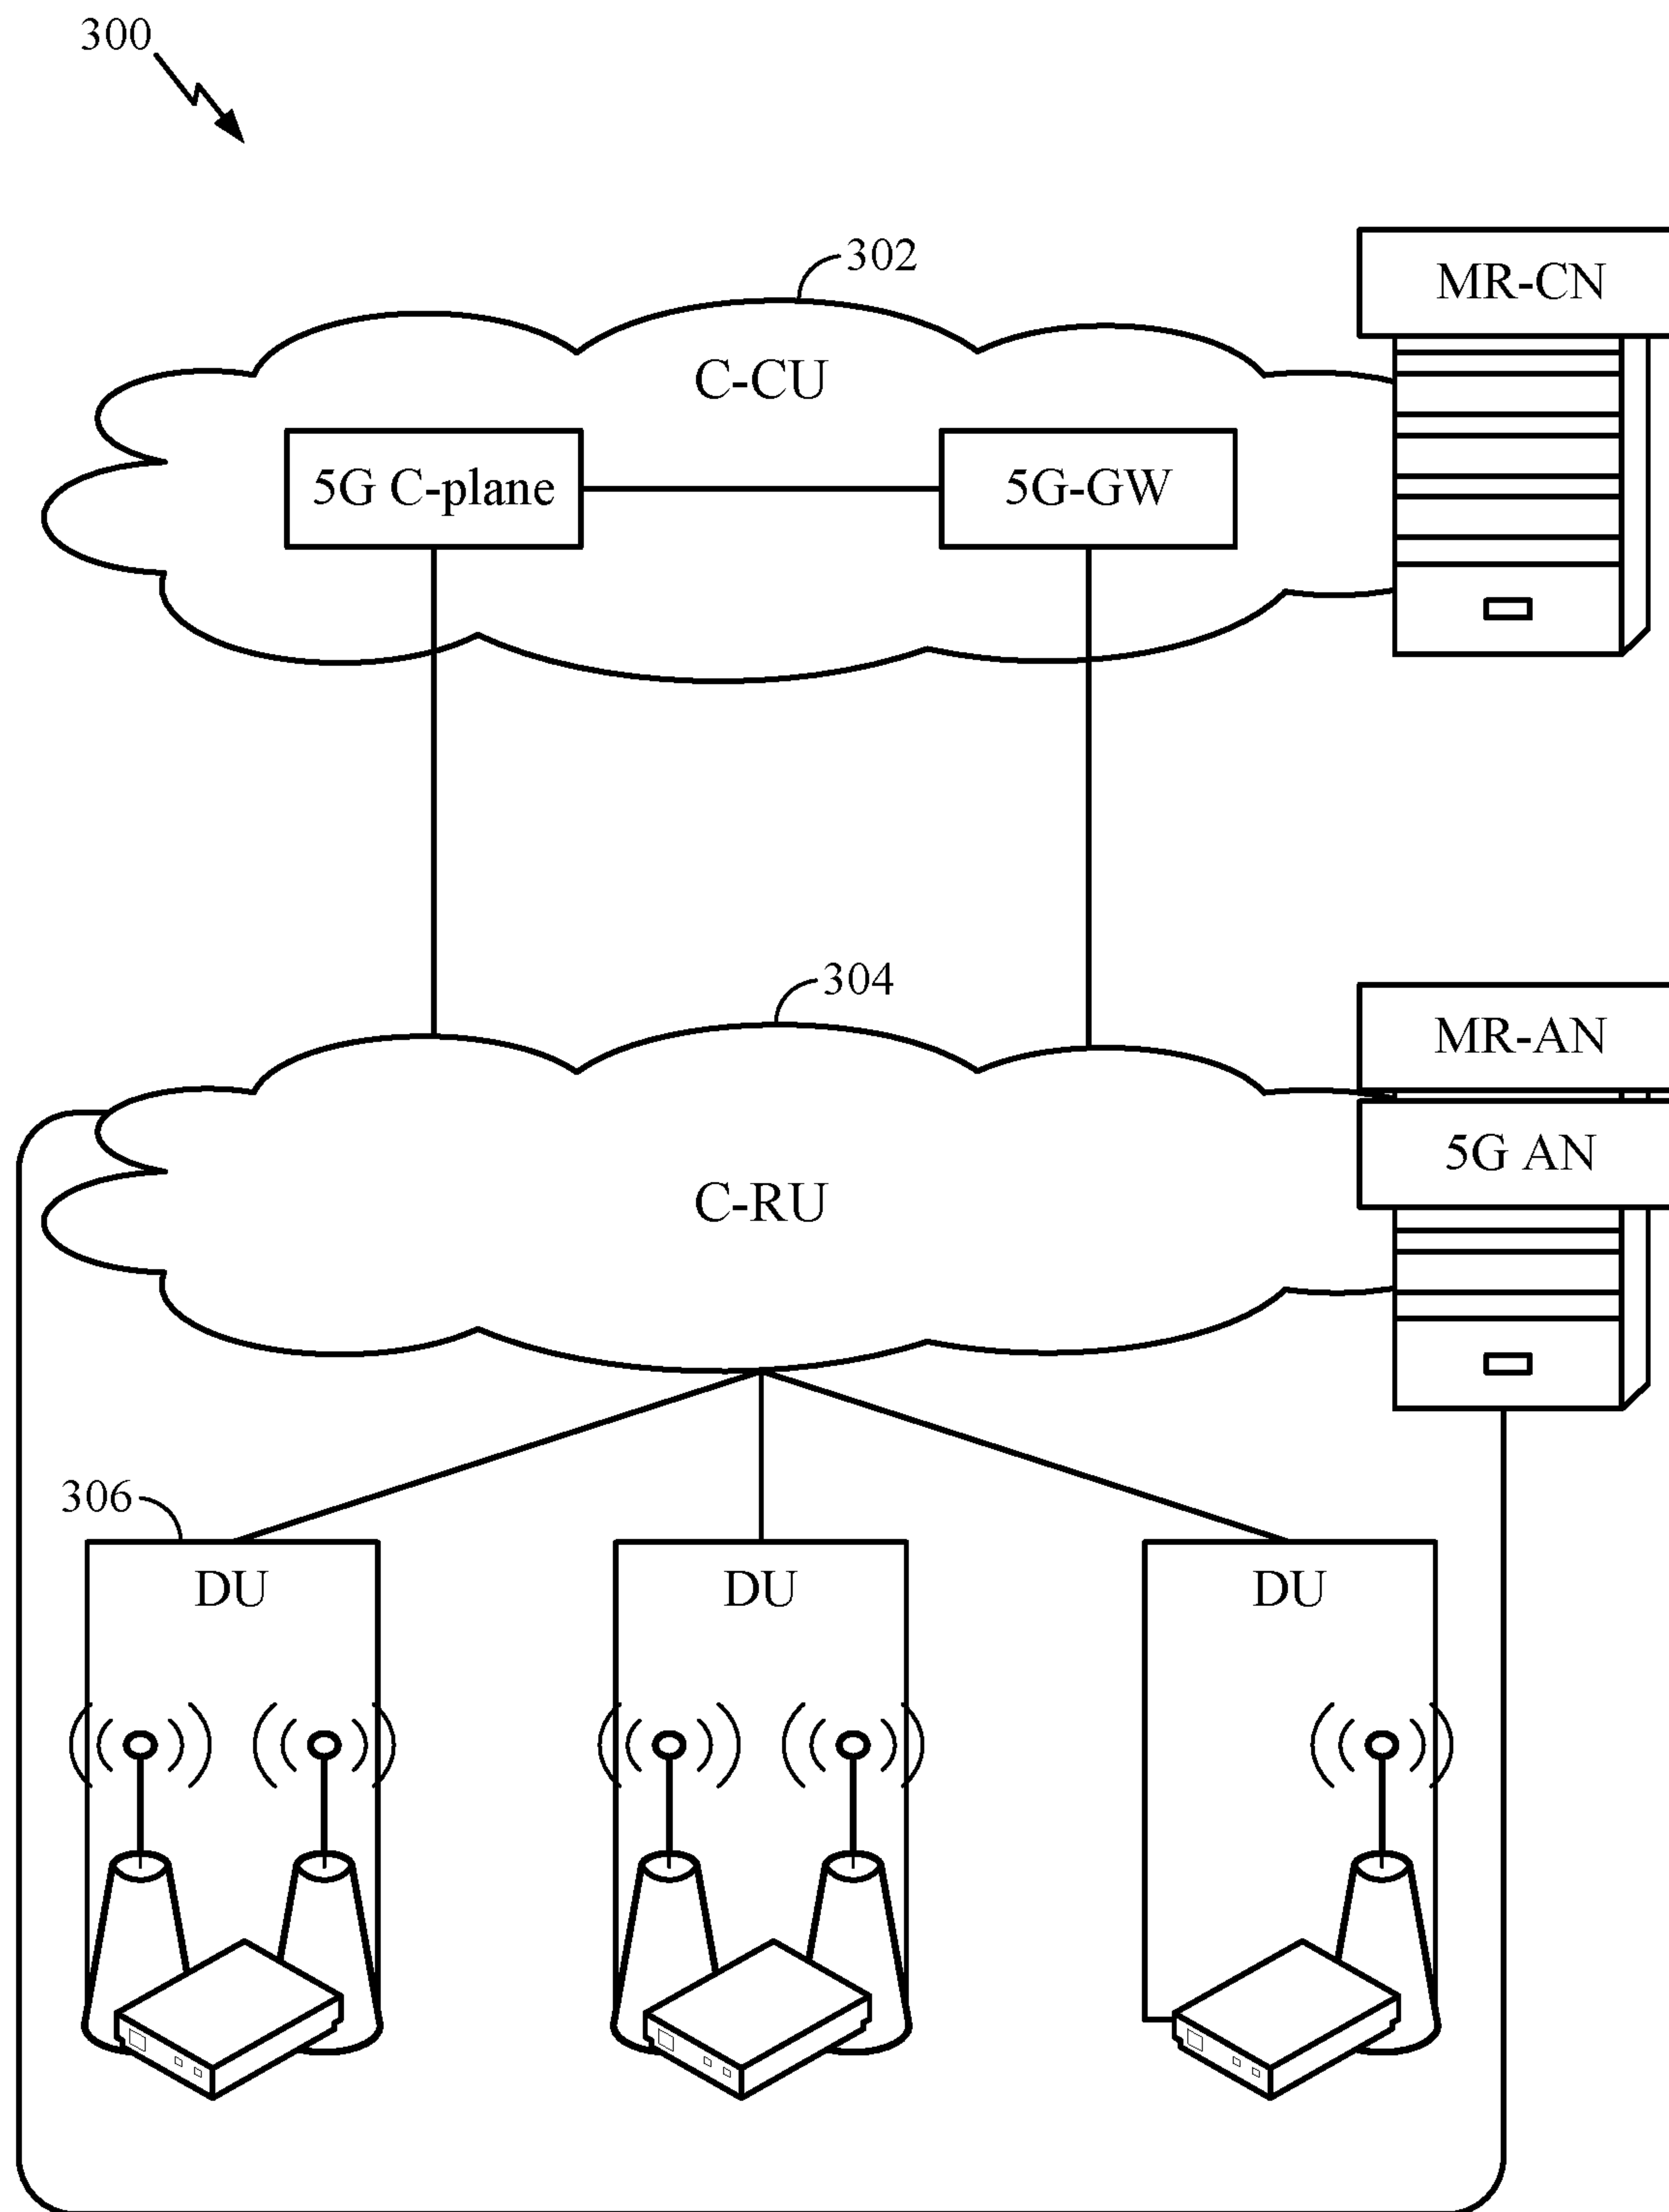 300
302
MR-CN
C-CU
5G C-plane
5G-GW
304
MR-AN
5G AN
C-RU
306
DU
DU
DU